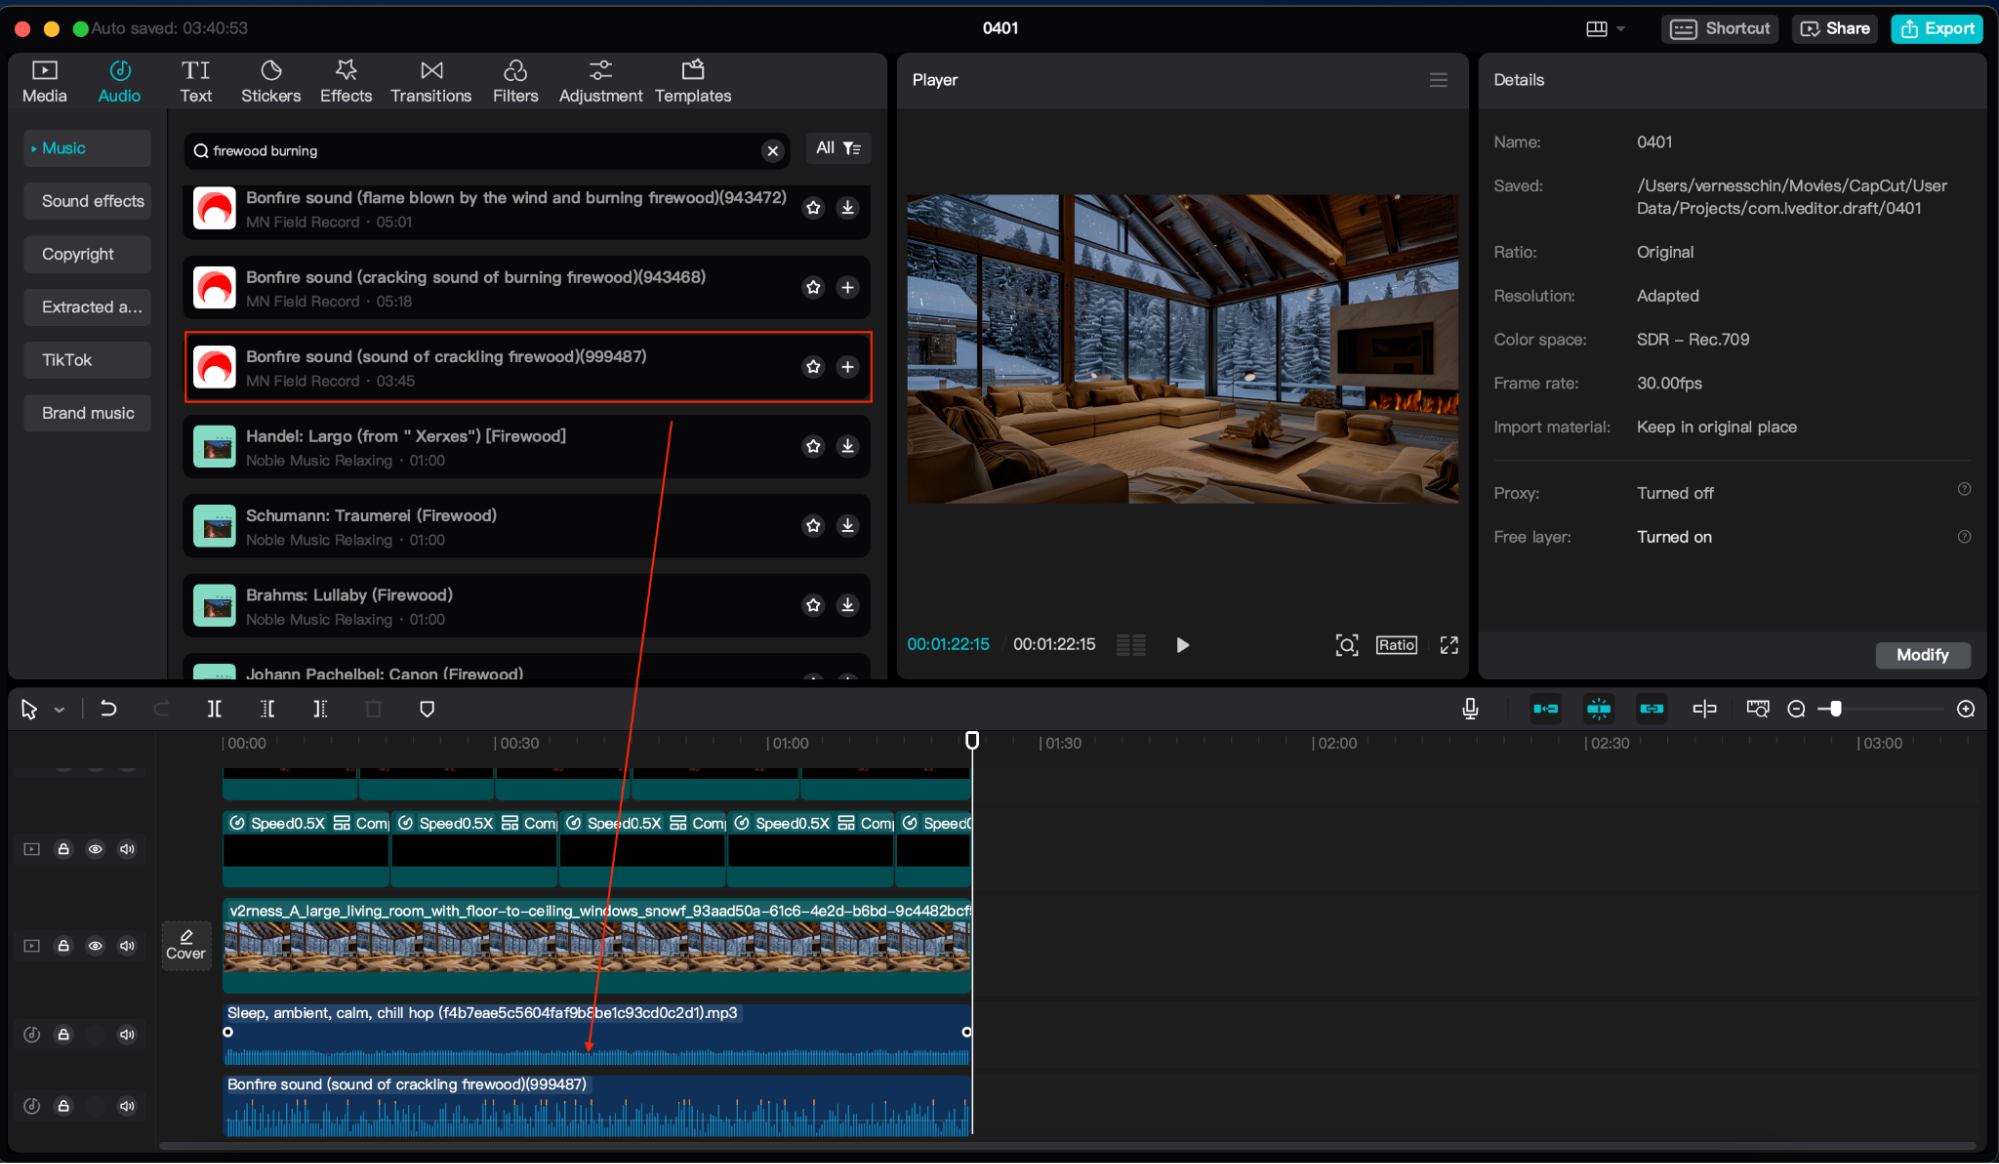 Auto saved: 03:40:53
0401
Shortcut
Share
Export
Media
Audio
TI
Text
Stickers
Effects
Transitions
Filters
Adjustment
Templates
Music
Sound effects
Copyright
Extracted a...
TikTok
Brand music
firewood burning
All
Bonfire sound (flame blown by the wind and burning firewood)(943472)
MN Field Record · 05:01
Bonfire sound (cracking sound of burning firewood)(943468)
MN Field Record · 05:18
Bonfire sound (sound of crackling firewood)(999487)
MN Field Record · 03:45
Handel: Largo (from " Xerxes") [Firewood]
Noble Music Relaxing · 01:00
Schumann: Traumerei (Firewood)
Noble Music Relaxing · 01:00
Brahms: Lullaby (Firewood)
Noble Music Relaxing · 01:00
Johann Pachelbel: Canon (Firewood)
Player
00:01:22:15 / 00:01:22:15
Ratio
Details
Name: 0401
Saved: /Users/vernesschin/Movies/CapCut/User
Data/Projects/com.lveditor.draft/0401
Ratio: Original
Resolution: Adapted
Color space: SDR – Rec.709
Frame rate: 30.00fps
Import material: Keep in original place
Proxy: Turned off
Free layer: Turned on
Modify
00:00 00:30 01:00 01:30 02:00 02:30 03:00
Speed0.5X Comp Speed0.5X Com Speed0.5X Com Speed0.5X Comp Speed0
v2rness_A_large_living_room_with_floor-to-ceiling_windows_snowf_93aad50a-61c6-4e2d-b6bd-9c4482bcf5
Cover
Sleep, ambient, calm, chill hop (f4b7eae5c5604faf9b8be1c93cd0c2d1).mp3
Bonfire sound (sound of crackling firewood)(999487)